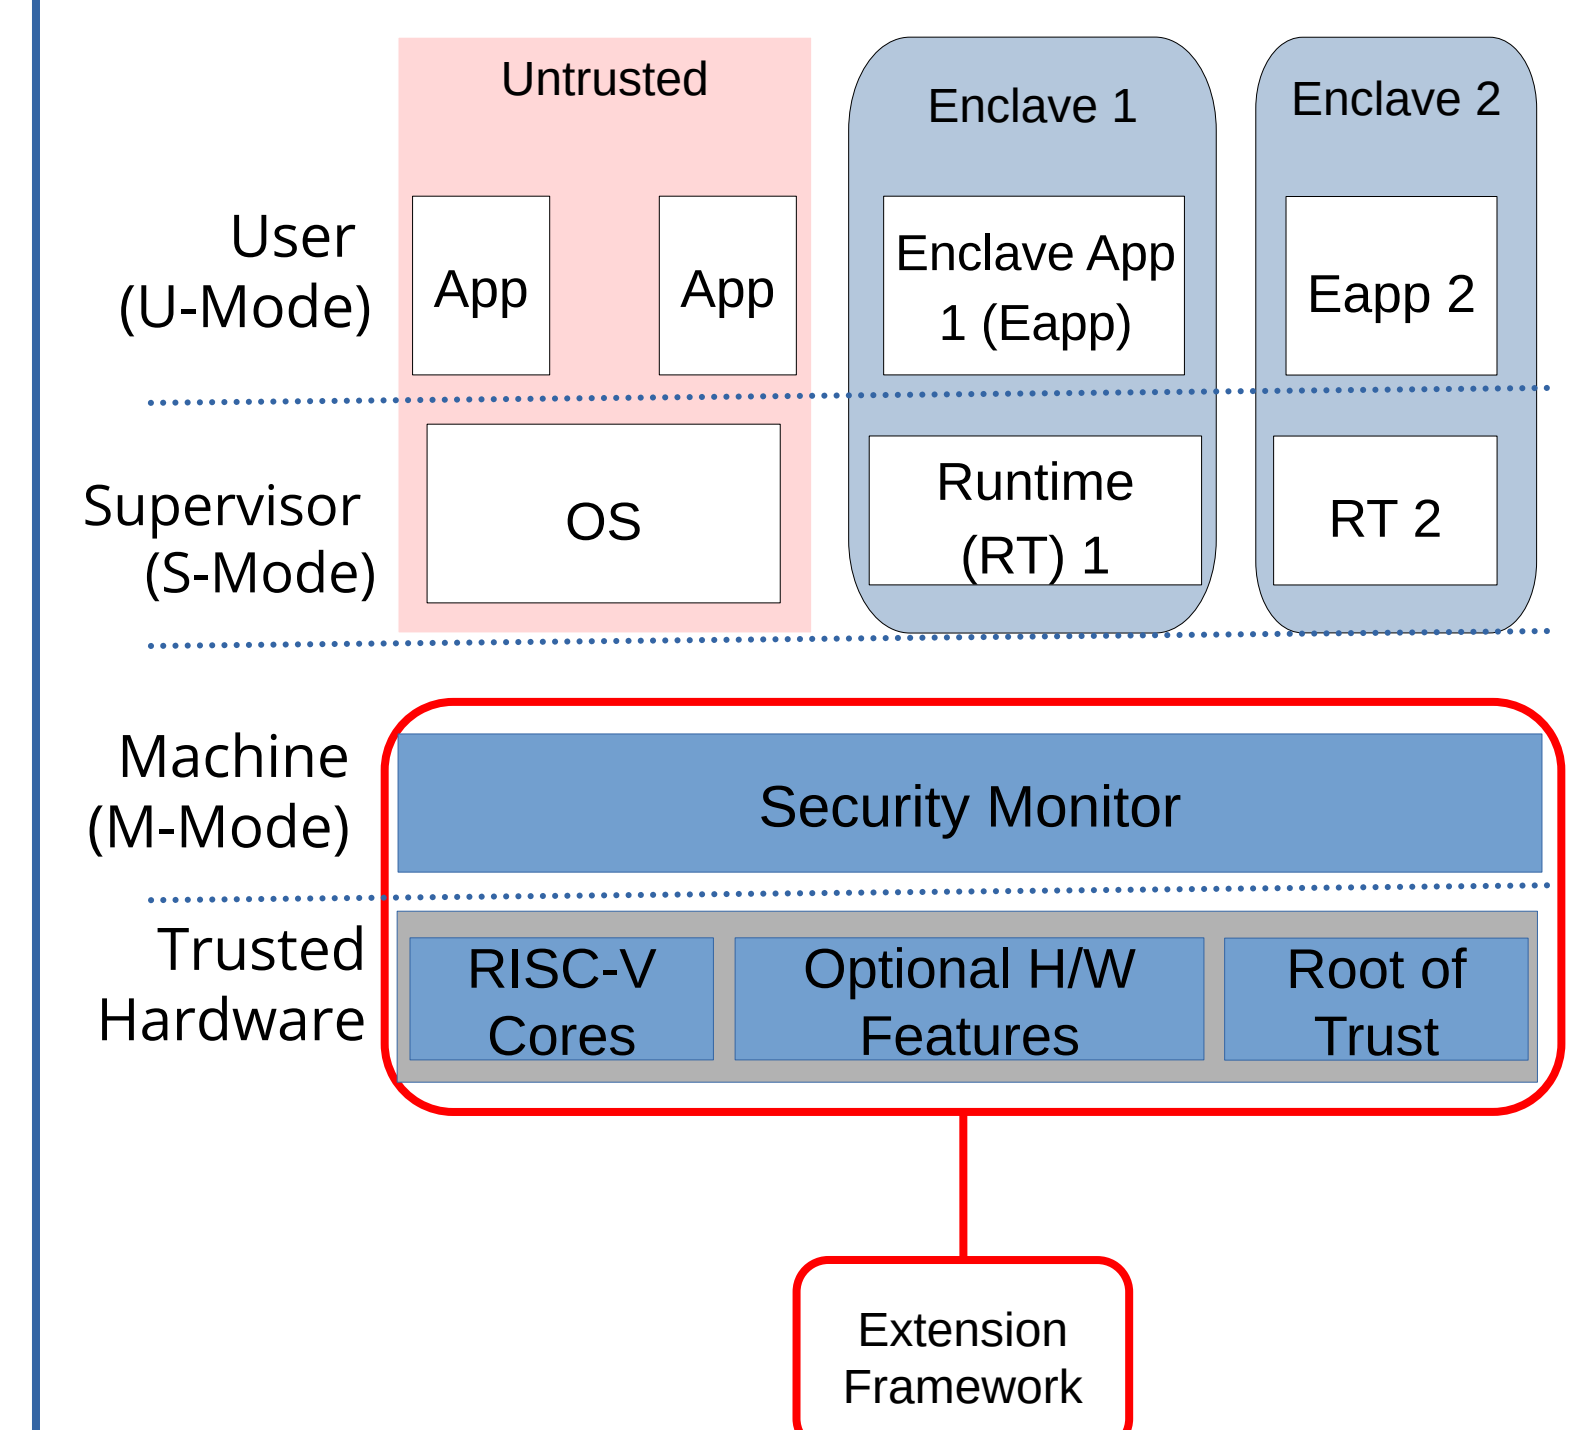 Untrusted
Enclave 1
Enclave 2
User
(U-Mode)
App
App
Enclave App
1 (Eapp)
Eapp 2
Supervisor
(S-Mode)
OS
Runtime
(RT) 1
RT 2
Machine
(M-Mode)
Security Monitor
Trusted
Hardware
RISC-V
Cores
Optional H/W
Features
Root of
Trust
Extension
Framework